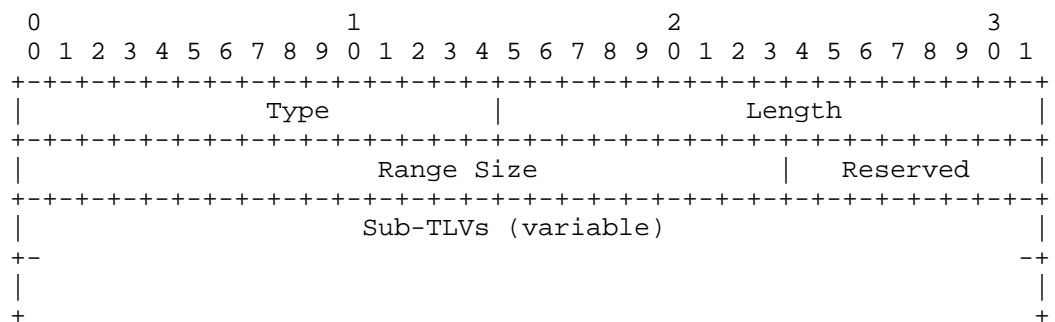 0                   1                   2                   3
 0 1 2 3 4 5 6 7 8 9 0 1 2 3 4 5 6 7 8 9 0 1 2 3 4 5 6 7 8 9 0 1
+-+-+-+-+-+-+-+-+-+-+-+-+-+-+-+-+-+-+-+-+-+-+-+-+-+-+-+-+-+-+-+-+
|               Type          |               Length            |
+-+-+-+-+-+-+-+-+-+-+-+-+-+-+-+-+-+-+-+-+-+-+-+-+-+-+-+-+-+-+-+-+
|                      Range Size               |   Reserved    |
+-+-+-+-+-+-+-+-+-+-+-+-+-+-+-+-+-+-+-+-+-+-+-+-+-+-+-+-+-+-+-+-+
|                     Sub-TLVs (variable)                       |
+-                                                             -+
|                                                               |
+                                                               +